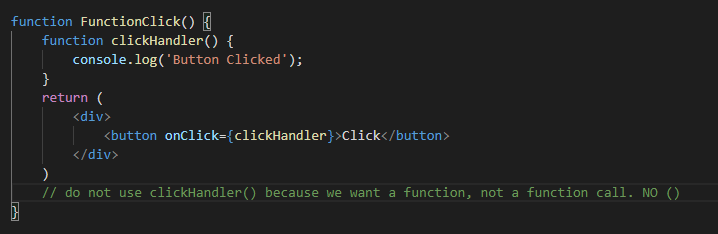 function FunctionClick() {
    function clickHandler() {
        console.log('Button Clicked');
    }
    return (
        <div>
            <button onClick={clickHandler}>Click</button>
        </div>
    )
    // do not use clickHandler() because we want a function, not a function call. NO ()
}